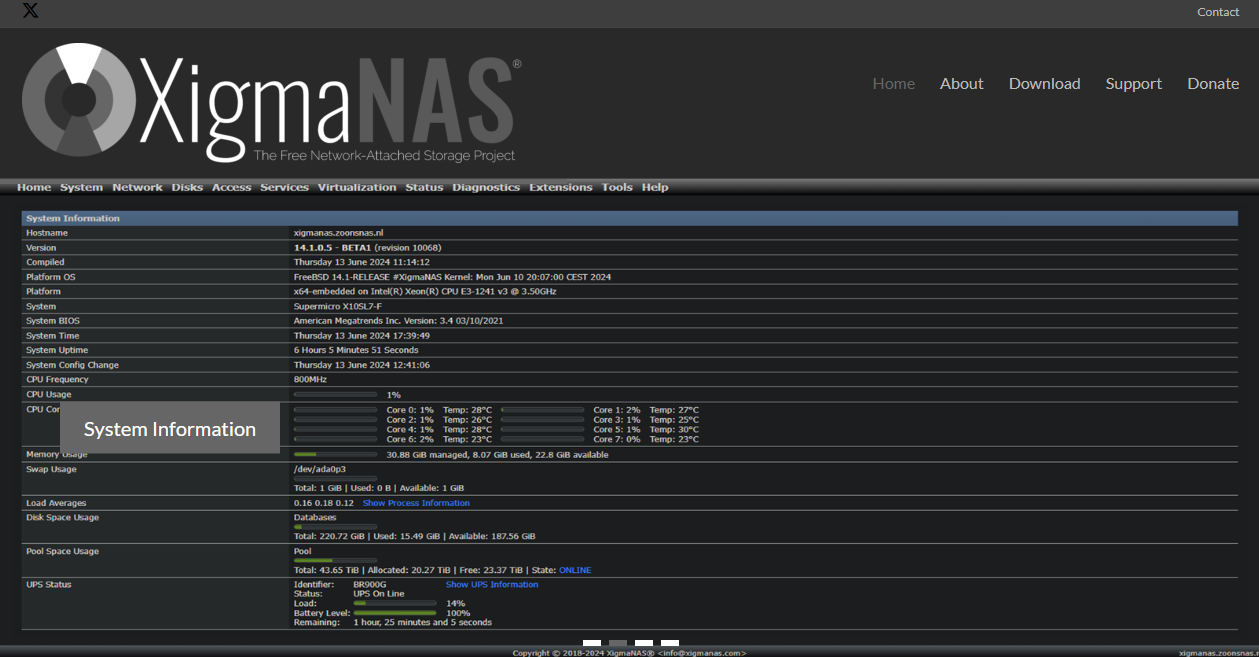 Contact
XigmaNAS®
The Free Network-Attached Storage Project
Home About Download Support Donate
Home System Network Disks Access Services Virtualization Status Diagnostics Extensions Tools Help
System Information
Hostname xigmanas.zoonsnas.nl
Version 14.1.0.5 - BETA1 (revision 10068)
Compiled Thursday 13 June 2024 11:14:12
Platform OS FreeBSD 14.1-RELEASE #XigmaNAS Kernel: Mon Jun 10 20:07:00 CEST 2024
Platform x64-embedded on Intel(R) Xeon(R) CPU E3-1241 v3 @ 3.50GHz
System Supermicro X10SL7-F
System BIOS American Megatrends Inc. Version: 3.4 03/10/2021
System Time Thursday 13 June 2024 17:39:49
System Uptime 6 Hours 5 Minutes 51 Seconds
System Config Change Thursday 13 June 2024 12:41:06
CPU Frequency 800MHz
CPU Usage 1%
CPU Cor Core 0: 1% Temp: 28°C Core 1: 2% Temp: 27°C
Core 2: 1% Temp: 26°C Core 3: 1% Temp: 25°C
Core 4: 1% Temp: 28°C Core 5: 1% Temp: 30°C
Core 6: 2% Temp: 23°C Core 7: 0% Temp: 23°C
System Information
Memory Usage 30.88 GiB managed, 8.07 GiB used, 22.8 GiB available
Swap Usage /dev/ada0p3
Total: 1 GiB | Used: 0 B | Available: 1 GiB
Load Averages 0.16 0.18 0.12 Show Process Information
Disk Space Usage Databases
Total: 220.72 GiB | Used: 15.49 GiB | Available: 187.56 GiB
Pool Space Usage Pool
Total: 43.65 TiB | Allocated: 20.27 TiB | Free: 23.37 TiB | State: ONLINE
UPS Status Identifier: BR900G Show UPS Information
Status: UPS On Line
Load: 14%
Battery Level: 100%
Remaining: 1 hour, 25 minutes and 5 seconds
Copyright © 2018-2024 XigmaNAS® <info@xigmanas.com> xigmanas.zoonsnas.n